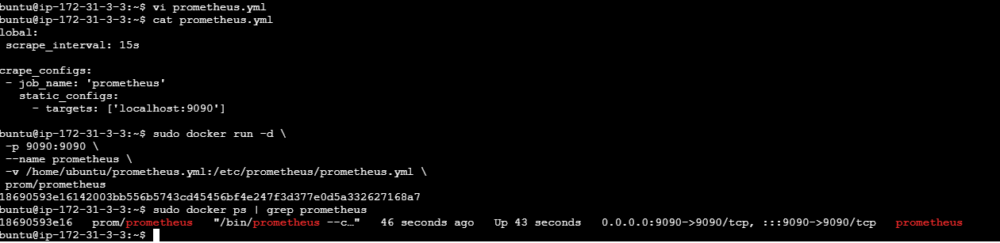 buntu@ip-172-31-3-3:~$ vi prometheus.yml
buntu@ip-172-31-3-3:~$ cat prometheus.yml
lobal:
 scrape_interval: 15s
crape_configs:
 - job_name: 'prometheus'
   static_configs:
     - targets: ['localhost:9090']
buntu@ip-172-31-3-3:~$ sudo docker run -d \
 -p 9090:9090 \
 --name prometheus \
 -v /home/ubuntu/prometheus.yml:/etc/prometheus/prometheus.yml \
 prom/prometheus
18690593e16142003bb556b5743cd45456bf4e247f3d377e0d5a332627168a7
buntu@ip-172-31-3-3:~$ sudo docker ps | grep prometheus
18690593e16   prom/prometheus   "/bin/prometheus --c…"   46 seconds ago   Up 43 seconds   0.0.0.0:9090->9090/tcp, :::9090->9090/tcp   prometheus
buntu@ip-172-31-3-3:~$